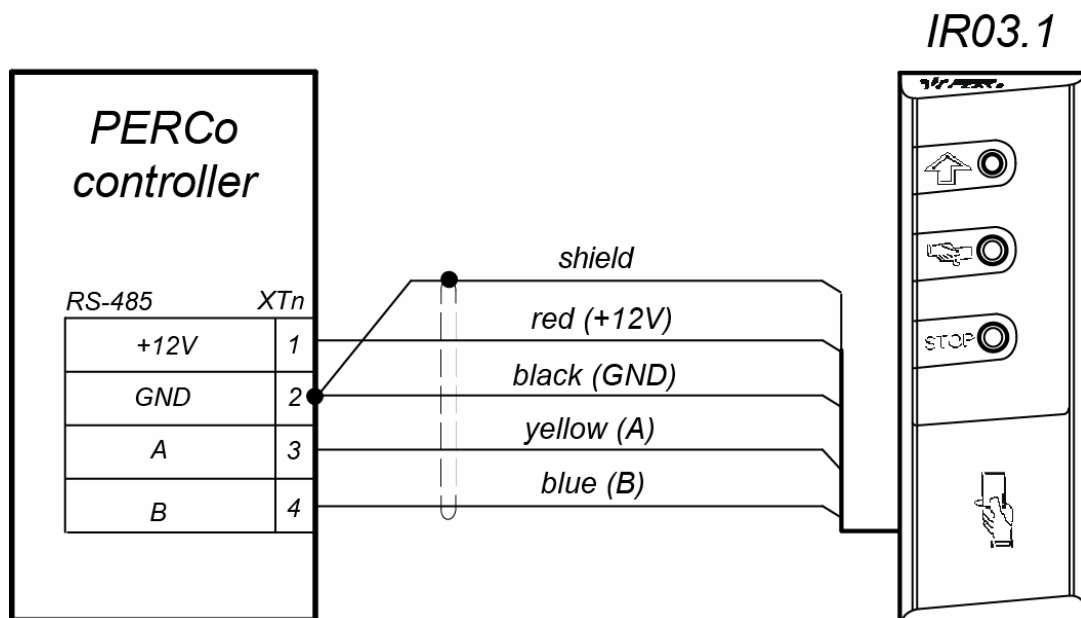 IR03.1
PERCo
controller
RS-485 XTn
+12V 1
GND 2
A 3
B 4
shield
red (+12V)
black (GND)
yellow (A)
blue (B)
STOP